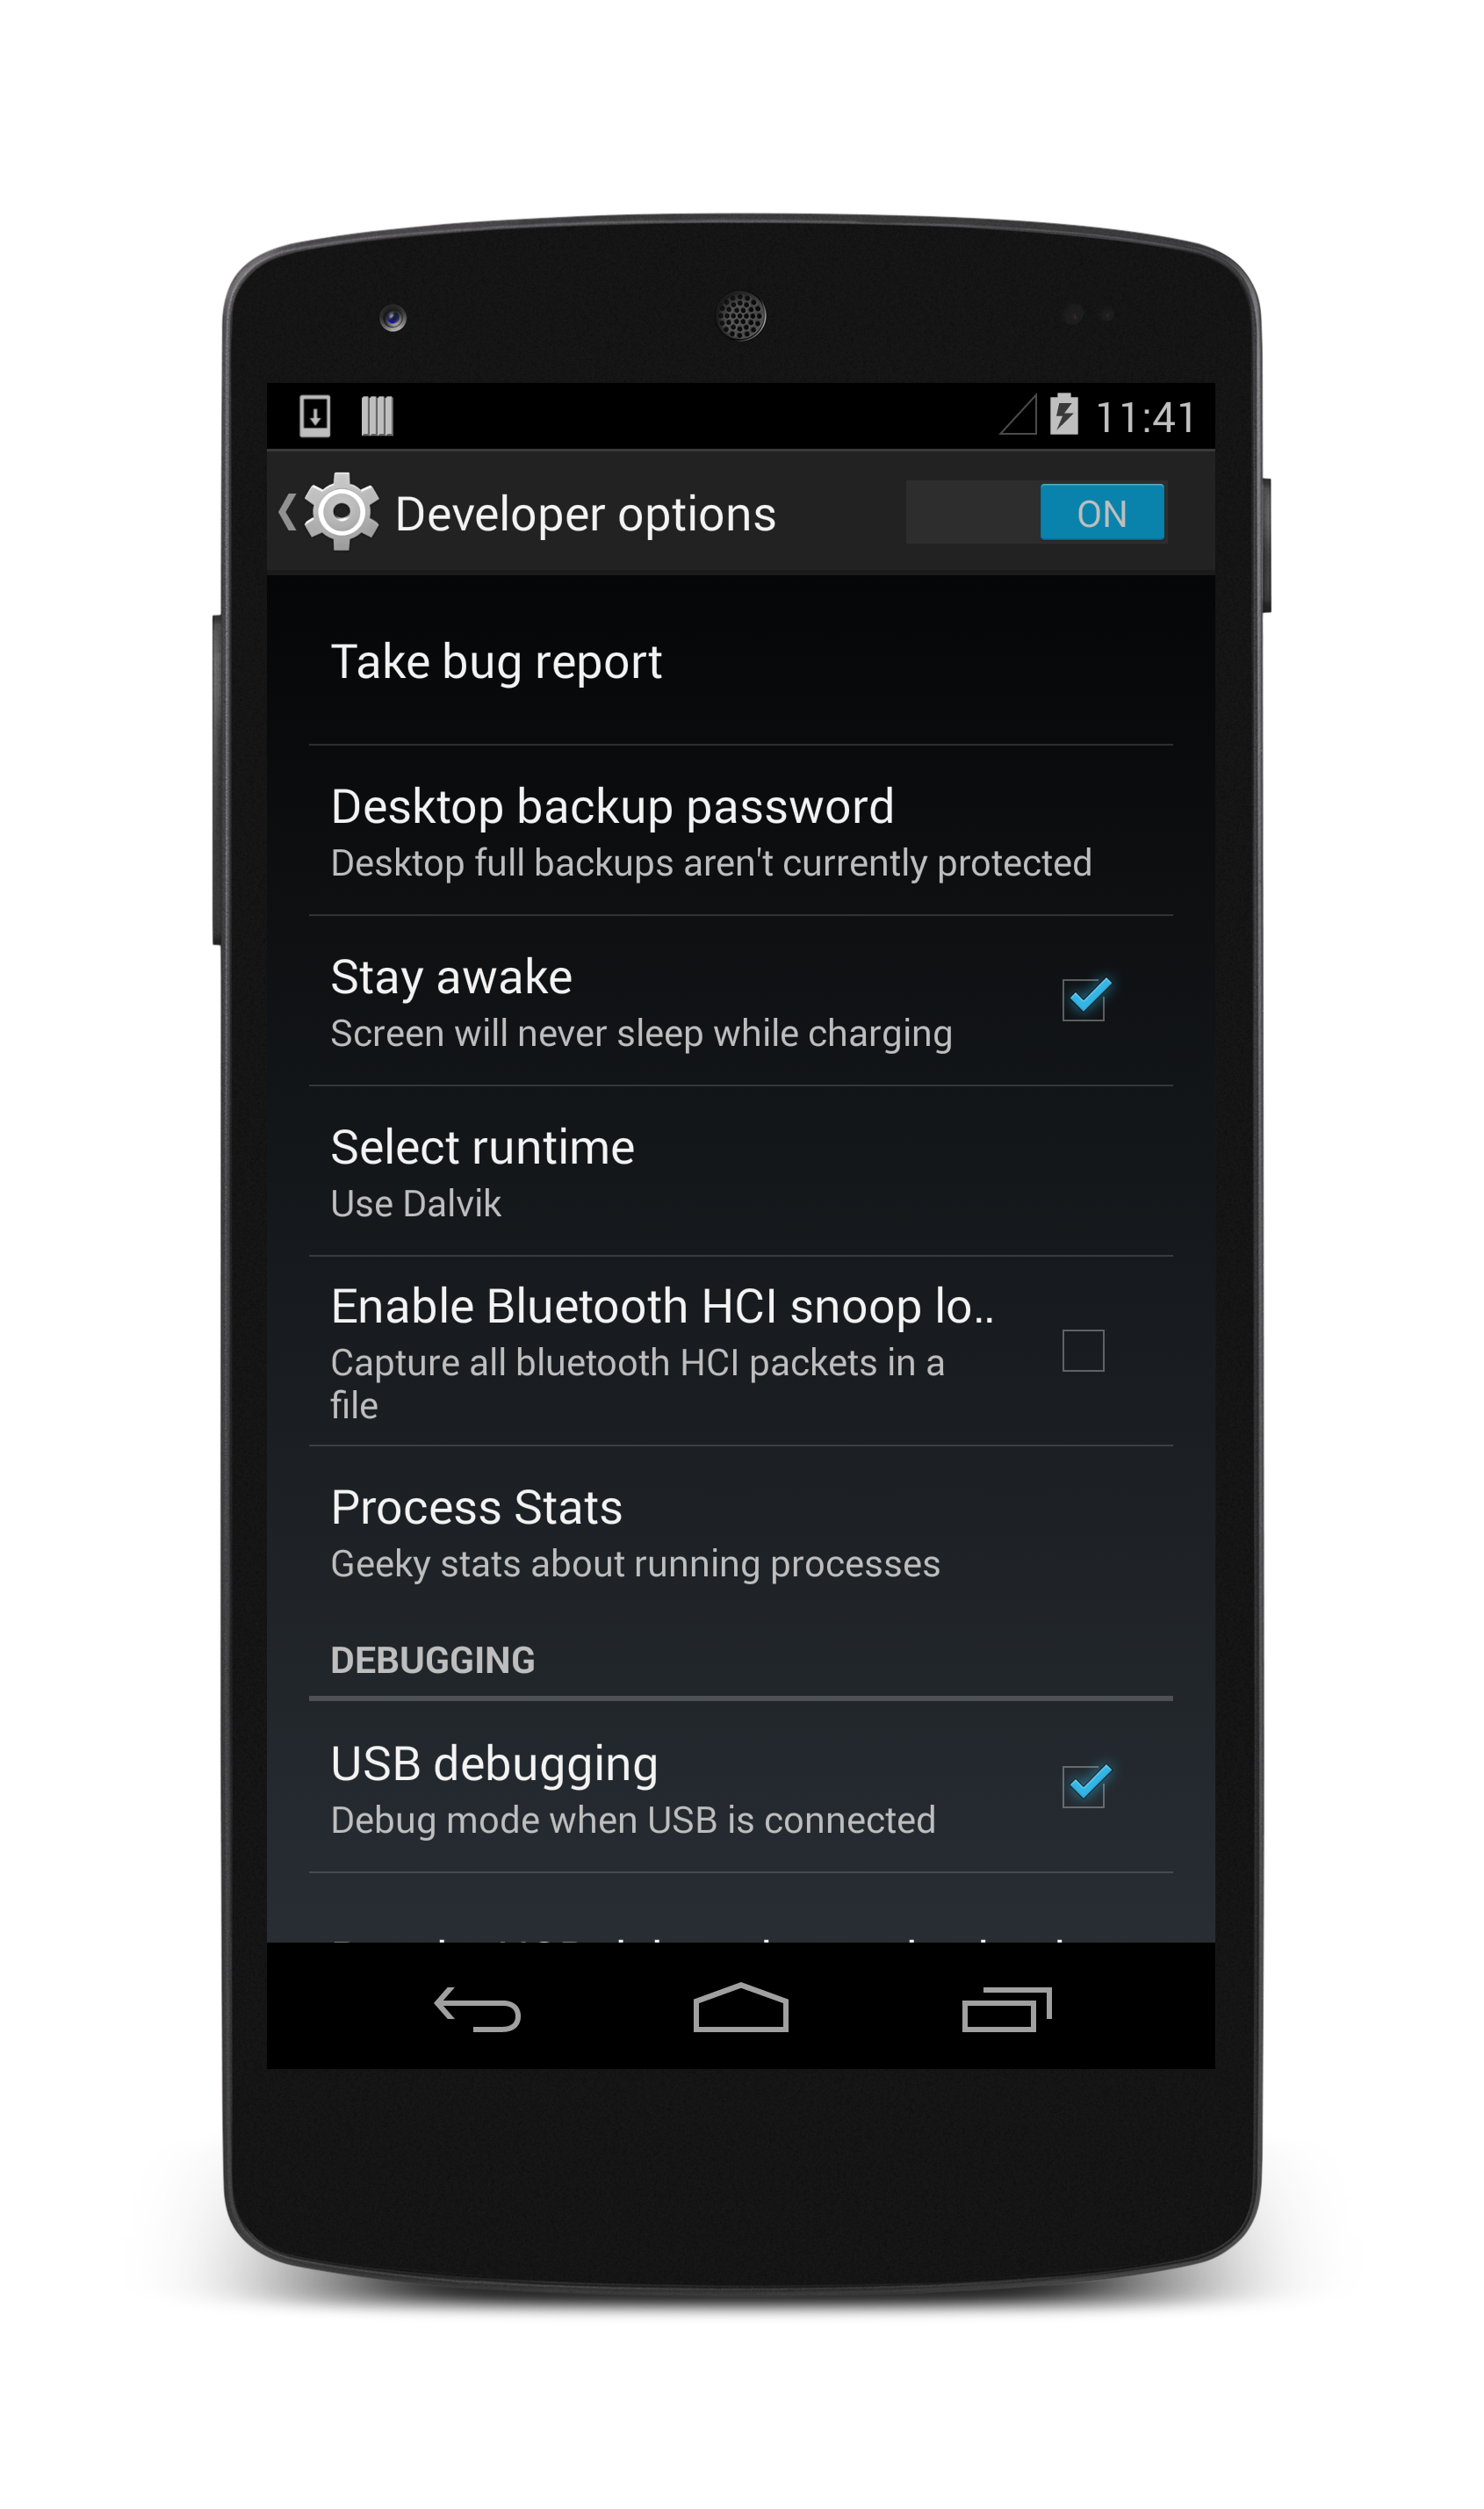 11:41
Developer options
ON
Take bug report
Desktop backup password
Desktop full backups aren't currently protected
Stay awake
Screen will never sleep while charging
Select runtime
Use Dalvik
Enable Bluetooth HCI snoop lo..
Capture all bluetooth HCI packets in a
file
Process Stats
Geeky stats about running processes
DEBUGGING
USB debugging
Debug mode when USB is connected